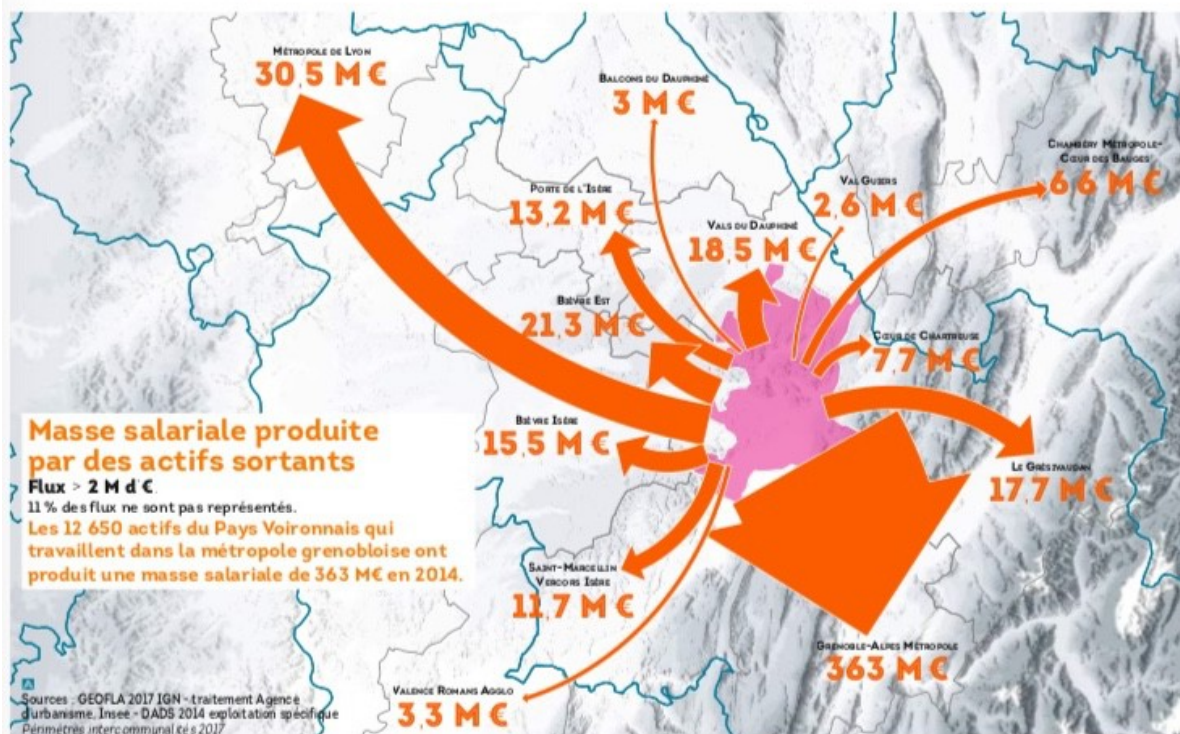 MÉTROPOLE DE LYON
30,5 M €
BALCONS DU DAUPHINÉ
3 M €
CHAMBÉRY MÉTROPOLE-
CŒUR DES BAUGES
6 6 M €
PORTE DE L'ISÈRE
13,2 M €
VAL GUIERS
2,6 M €
VALS DU DAUPHINÉ
18,5 M €
BIÈVRE EST
21,3 M €
CŒUR DE CHARTREUSE
7,7 M €
BIÈVRE ISÈRE
15,5 M €
LE GRÉSIVAUDAN
17,7 M €
Masse salariale produite
par des actifs sortants
Flux > 2 M d'€.
11 % des flux ne sont pas représentés.
Les 12 650 actifs du Pays Voironnais qui
travaillent dans la métropole grenobloise ont
produit une masse salariale de 363 M€ en 2014.
SAINT-MARCELLIN
VERCORS ISÈRE
11,7 M €
GRENOBLE-ALPES MÉTROPOLE
363 M €
VALENCE ROMANS AGGLO
3,3 M €
Sources : GEOFLA 2017 IGN - traitement Agence
d'urbanisme, Insee - DADS 2014 exploitation spécifique
Périmètres intercommunalités 2017